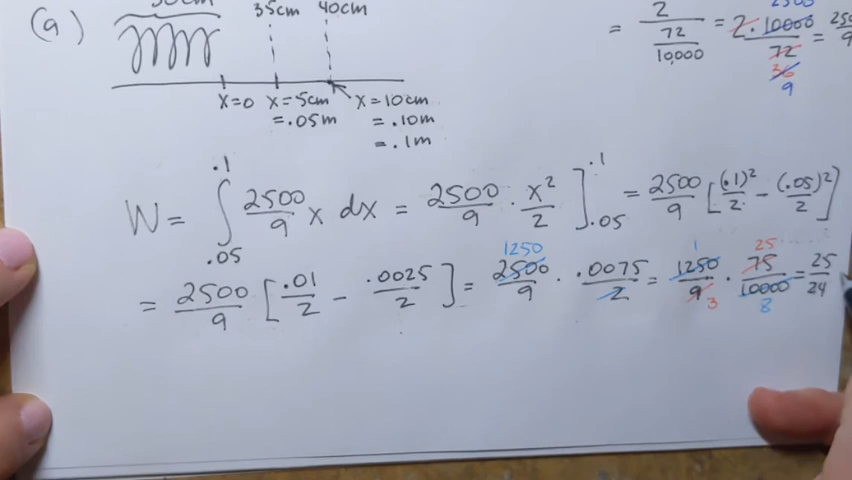 (a) 35cm 40cm
x=0 x=5cm x=10cm
=.05m =.10m
=.1m
= 2/(72/10,000) = 2·10000/72 =
2500
36
9
W = ∫_.05^.1 2500/9 x dx = 2500/9 · x²/2 ]_.05^.1 = 2500/9 [(.1)²/2 - (.05)²/2]
1250 1 25
= 2500/9 [.01/2 - .0025/2] = 2500/9 · .0075/2 = 1250/9 · 75/10000 = 25/24
3 8